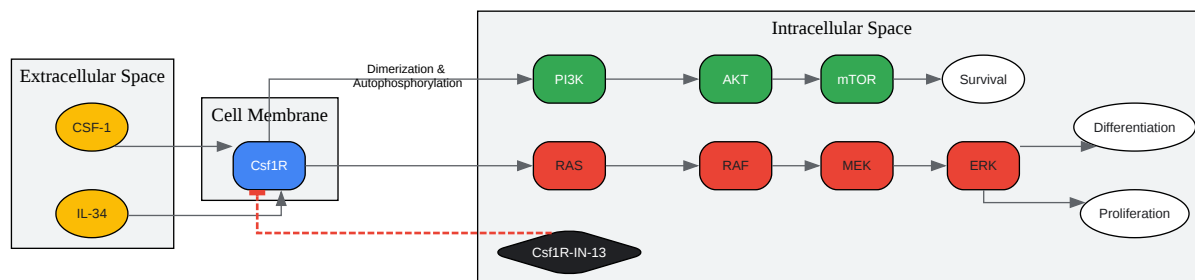 Extracellular Space
CSF-1
IL-34
Cell Membrane
Csf1R
Dimerization &
Autophosphorylation
Intracellular Space
PI3K
AKT
mTOR
Survival
RAS
RAF
MEK
ERK
Differentiation
Proliferation
Csf1R-IN-13